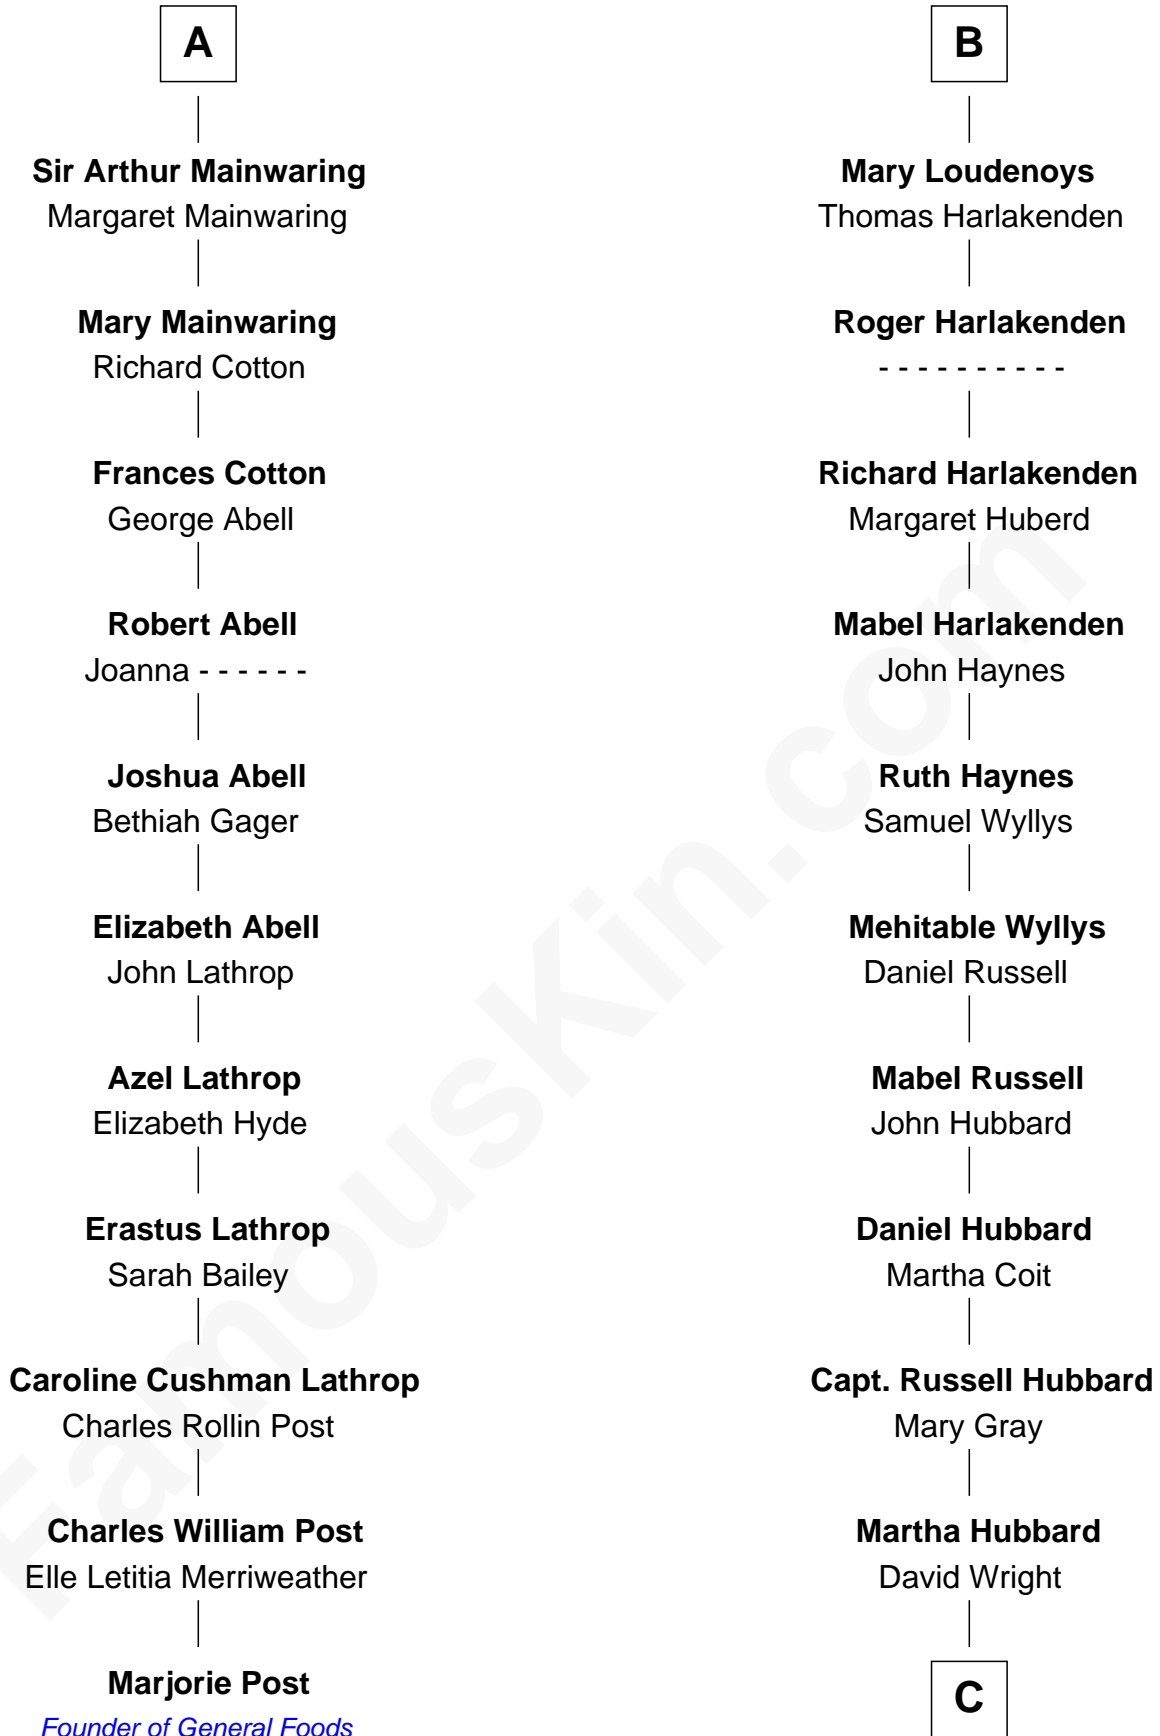 A
Sir Arthur Mainwaring
Margaret Mainwaring
Mary Mainwaring
Richard Cotton
Frances Cotton
George Abell
Robert Abell
Joanna - - - - - -
Joshua Abell
Bethiah Gager
Elizabeth Abell
John Lathrop
Azel Lathrop
Elizabeth Hyde
Erastus Lathrop
Sarah Bailey
Caroline Cushman Lathrop
Charles Rollin Post
Charles William Post
Elle Letitia Merriweather
Marjorie Post
Founder of General Foods
B
Mary Loudenoys
Thomas Harlakenden
Roger Harlakenden
- - - - - - - - - -
Richard Harlakenden
Margaret Huberd
Mabel Harlakenden
John Haynes
Ruth Haynes
Samuel Wyllys
Mehitable Wyllys
Daniel Russell
Mabel Russell
John Hubbard
Daniel Hubbard
Martha Coit
Capt. Russell Hubbard
Mary Gray
Martha Hubbard
David Wright
C
FamousKin.com